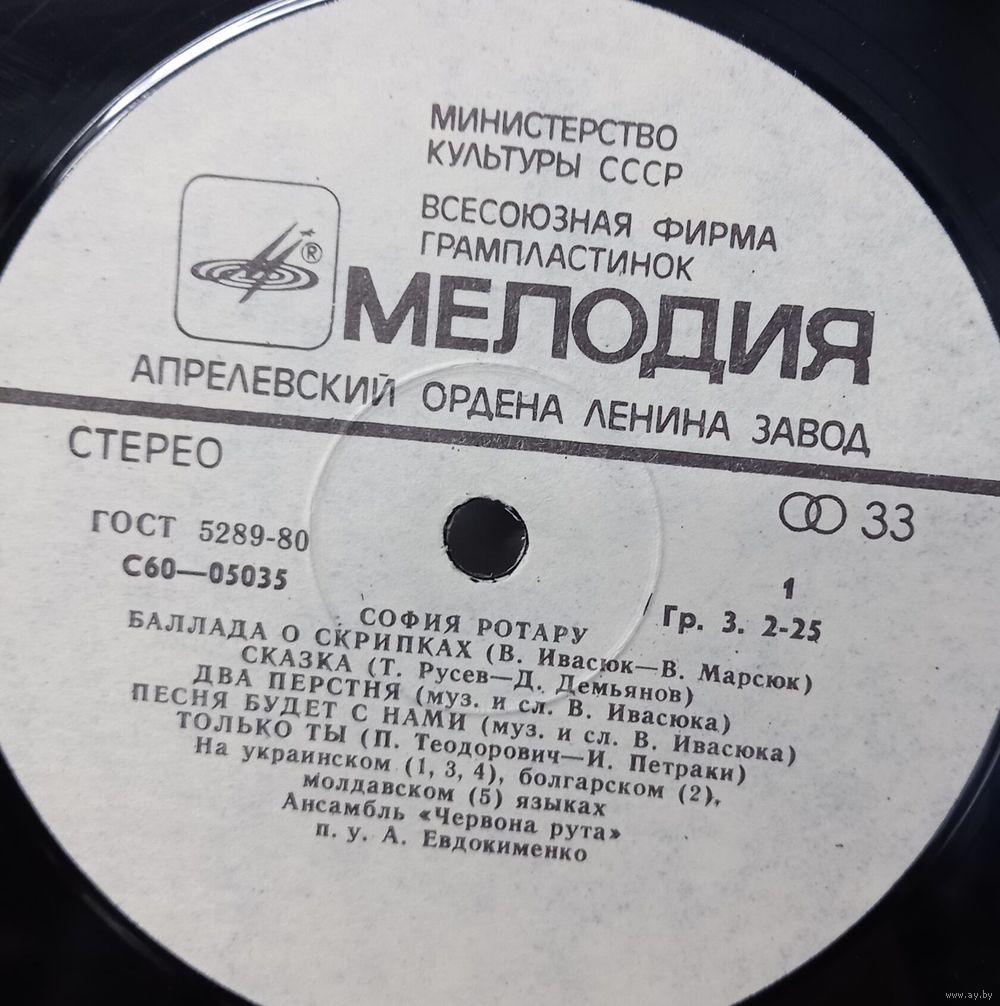 МИНИСТЕРСТВО
КУЛЬТУРЫ СССР
ВСЕСОЮЗНАЯ ФИРМА
ГРАМПЛАСТИНОК
®
МЕЛОДИЯ
АПРЕЛЕВСКИЙ ОРДЕНА ЛЕНИНА ЗАВОД
СТЕРЕО
33
ГОСТ 5289-80
С60—05035
1
Гр. 3. 2-25
СОФИЯ РОТАРУ
БАЛЛАДА О СКРИПКАХ (В. Ивасюк—В. Марсюк)
СКАЗКА (Т. Русев—Д. Демьянов)
ДВА ПЕРСТНЯ (муз. и сл. В. Ивасюка)
ПЕСНЯ БУДЕТ С НАМИ (муз. и сл. В. Ивасюка)
ТОЛЬКО ТЫ (П. Теодорович—И. Петраки)
На украинском (1, 3, 4), болгарском (2),
молдавском (5) языках
Ансамбль «Червона рута»
п. у. А. Евдокименко
www.ay.by